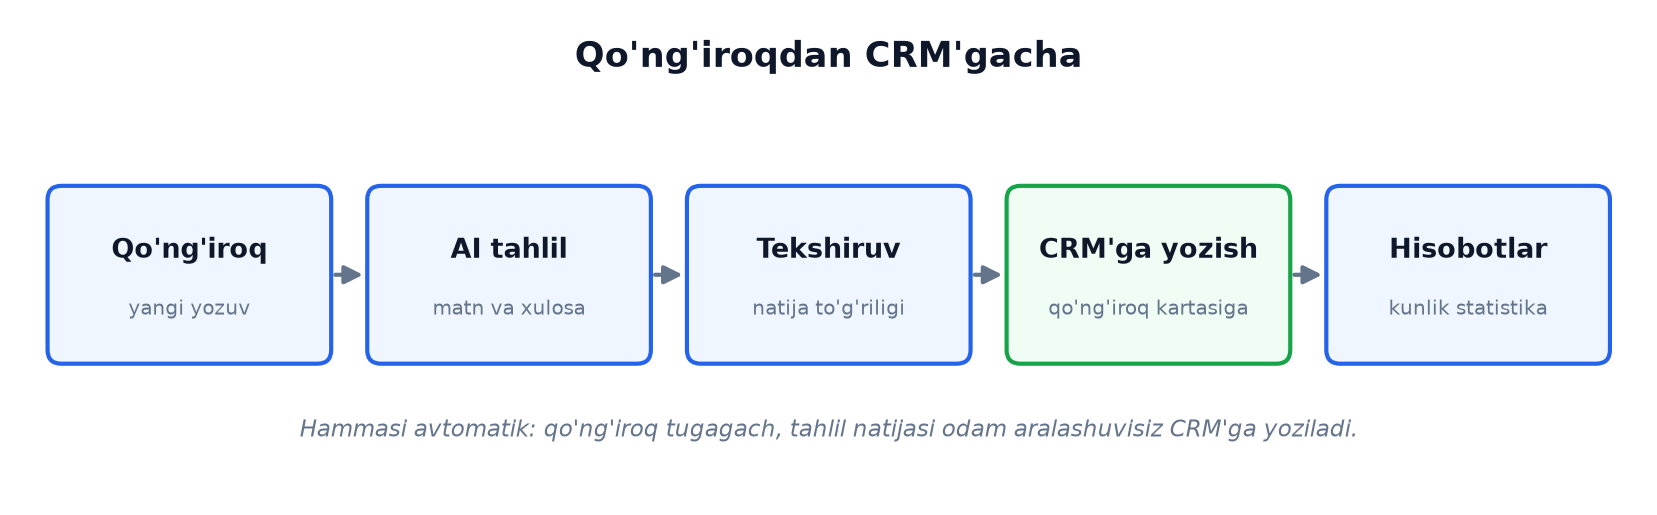 Qo'ng'iroqdan CRM'gacha
Qo'ng'iroq
yangi yozuv
AI tahlil
matn va xulosa
Tekshiruv
natija to'g'riligi
CRM'ga yozish
qo'ng'iroq kartasiga
Hisobotlar
kunlik statistika
Hammasi avtomatik: qo'ng'iroq tugagach, tahlil natijasi odam aralashuvisiz CRM'ga yoziladi.